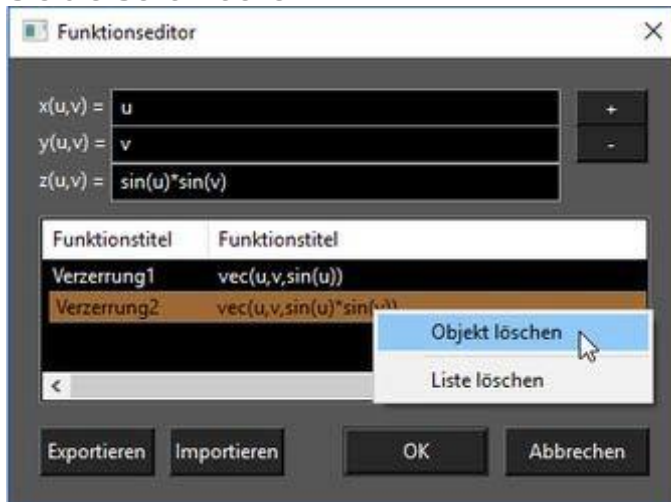 Funktionseditor
x(u,v) = u
+
y(u,v) = v
-
z(u,v) = sin(u)*sin(v)
Funktionstitel Funktionstitel
Verzerrung1 vec(u,v,sin(u))
Verzerrung2 vec(u,v,sin(u)*sin(v))
Objekt löschen
Liste löschen
Exportieren Importieren OK Abbrechen